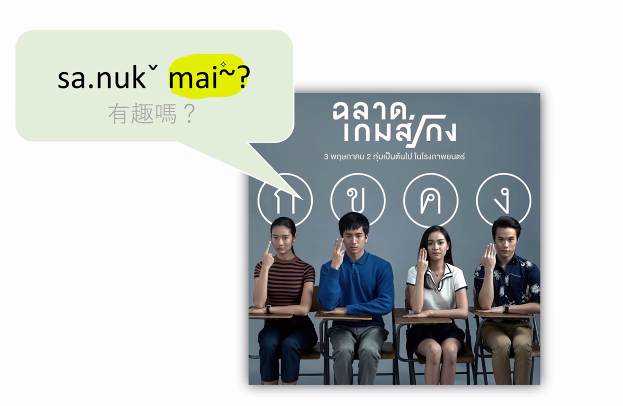 sa.nukˇ mai~?
有趣嗎？
ฉลาด
เกมส์โกง
3 พฤษภาคม 2 ทุ่มเป็นต้นไป ในโรงภาพยนตร์
ก ข ค ง